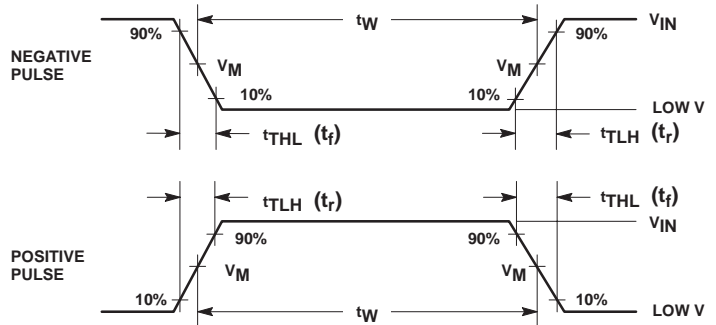 tW
VIN
90%
90%
NEGATIVE
PULSE
VM
VM
10%
10%
LOW V
tTHL (tf)
tTLH (tr)
tTLH (tr)
tTHL (tf)
VIN
90%
90%
POSITIVE
PULSE
VM
VM
10%
10%
tW
LOW V